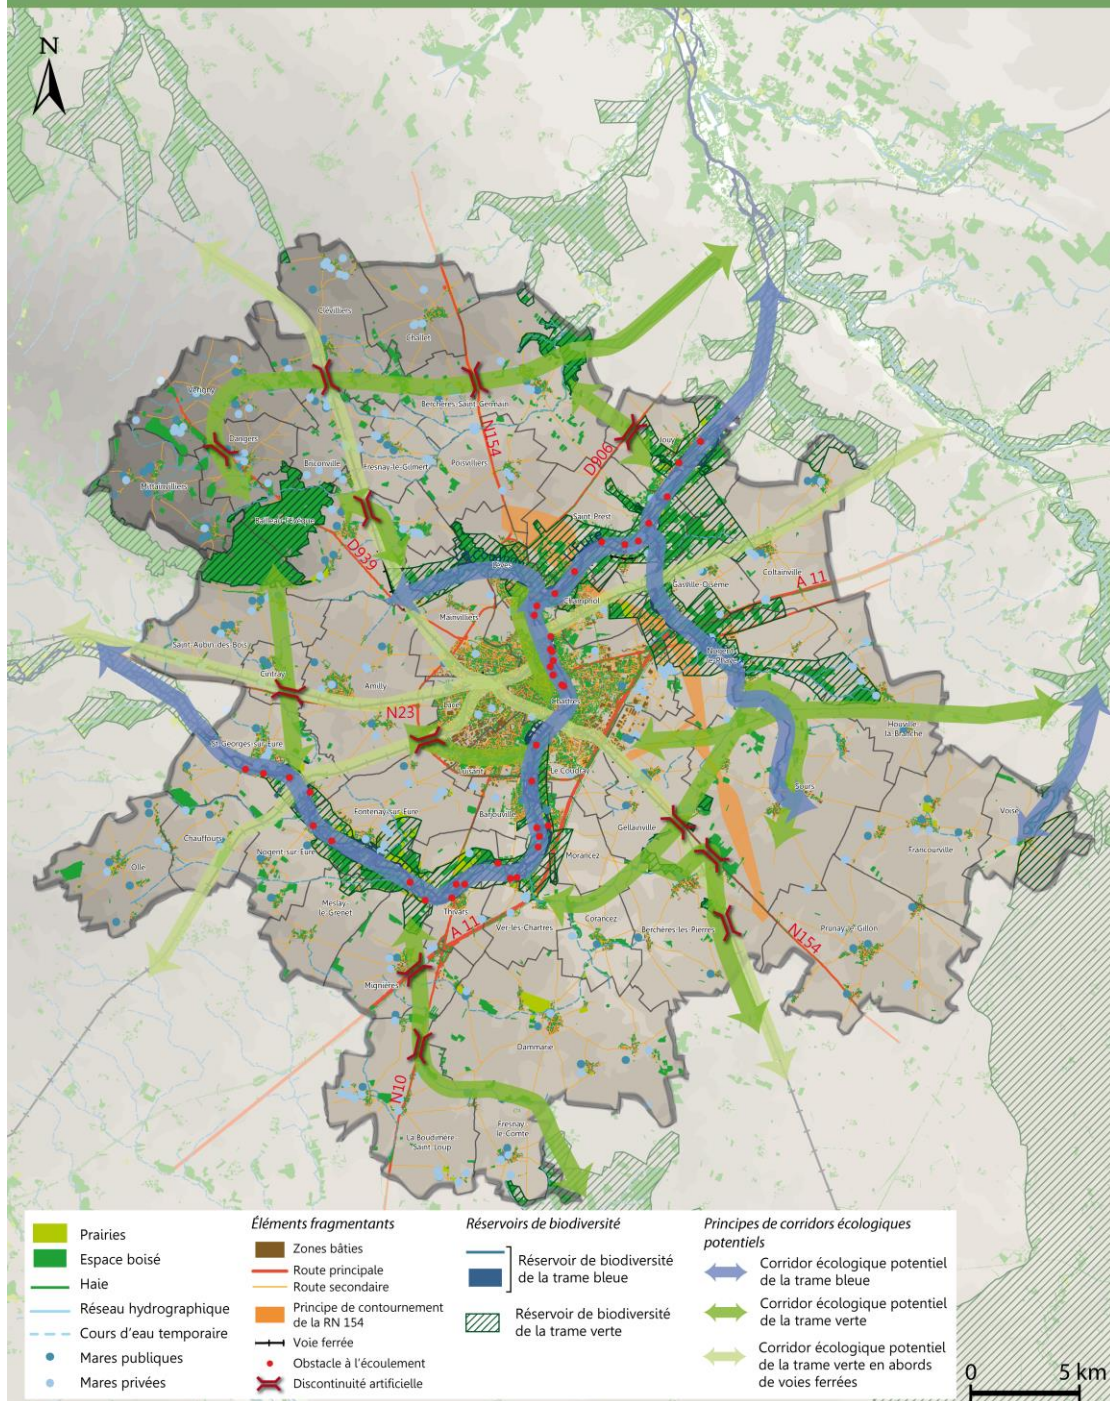 N
Clévilliers
Challet
Vérigny
Berchères-Saint-Germain
Dangers
N154
Jouy
Briconville
Fresnay-le-Gilmert
Poisvilliers
D906
Mittainvilliers
Bailleau-l'Évêque
Saint-Prest
D939
Lèves
Coltainville
Gasville-Oisème
A 11
Champhol
Mainvilliers
Saint-Aubin-des-Bois
Nogent-
le-Phaye
Cintray
Amilly
Lucé
Chartres
N23
Houville-
la-Branche
St-Georges-sur-Eure
Luisant
Le Coudray
Sours
Fontenay-sur-Eure
Barjouville
Voise
Chauffours
Gellainville
Francourville
Nogent-sur-Eure
Morancez
Ollé
Meslay-
le-Grenet
Thivars
Corancez
A 11
Ver-lès-Chartres
Berchères-les-Pierres
N154
Prunay-le-Gillon
Mignières
Dammarie
N10
Fresnay-
le-Comte
La Bourdinière-
Saint-Loup
Prairies
Espace boisé
Haie
Réseau hydrographique
Cours d'eau temporaire
Mares publiques
Mares privées
Éléments fragmentants
Zones bâties
Route principale
Route secondaire
Principe de contournement
de la RN 154
Voie ferrée
Obstacle à l'écoulement
Discontinuité artificielle
Réservoirs de biodiversité
Réservoir de biodiversité
de la trame bleue
Réservoir de biodiversité
de la trame verte
Principes de corridors écologiques
potentiels
Corridor écologique potentiel
de la trame bleue
Corridor écologique potentiel
de la trame verte
Corridor écologique potentiel
de la trame verte en abords
de voies ferrées
0 5 km